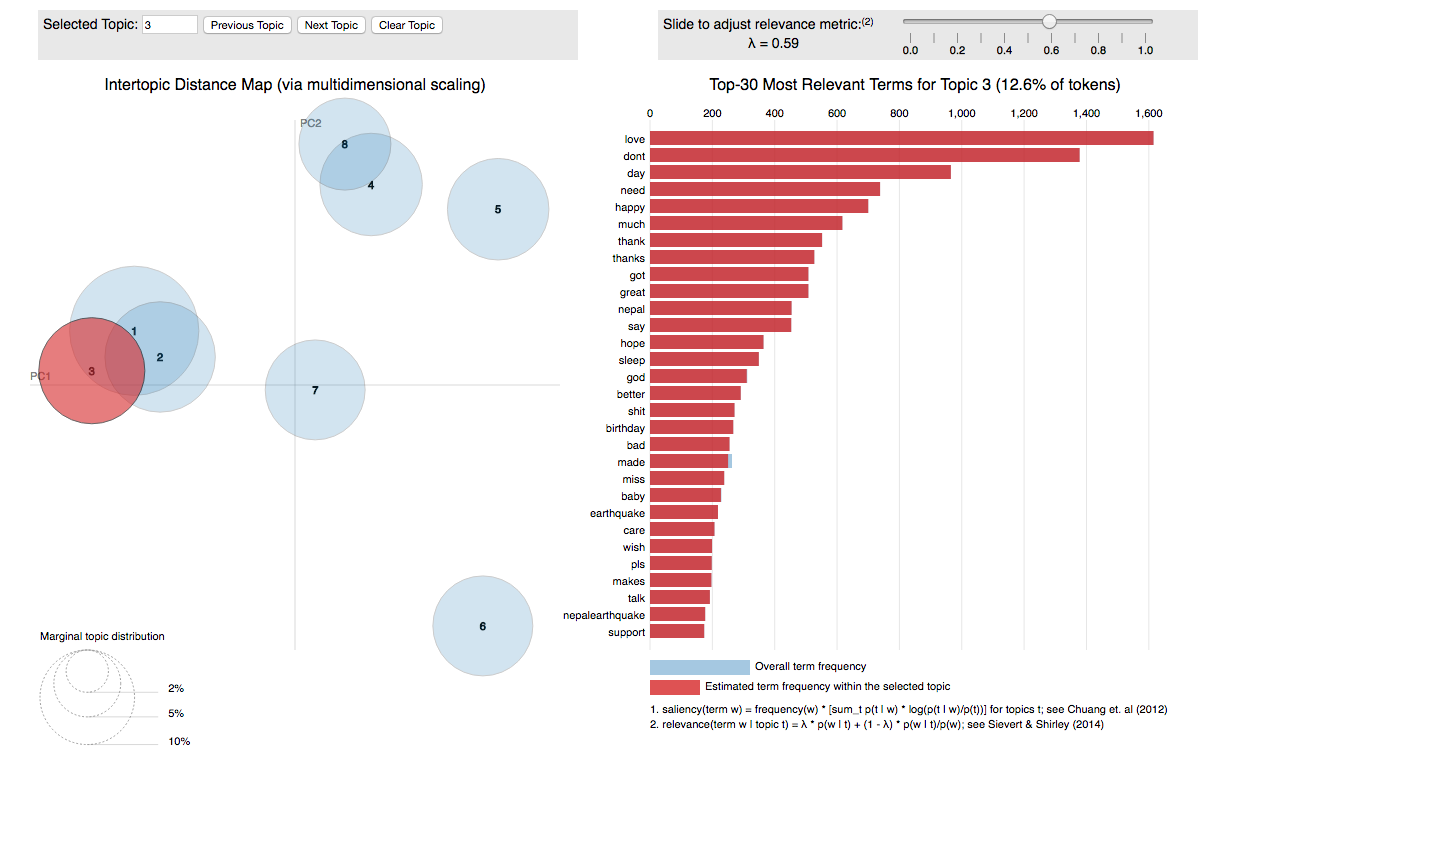 Selected Topic: 3 Previous Topic Next Topic Clear Topic
Slide to adjust relevance metric:(2)
λ = 0.59
0.0 0.2 0.4 0.6 0.8 1.0
Intertopic Distance Map (via multidimensional scaling)
PC2
8
4
5
1
2
3
PC1
7
6
Marginal topic distribution
2%
5%
10%
Top-30 Most Relevant Terms for Topic 3 (12.6% of tokens)
0 200 400 600 800 1,000 1,200 1,400 1,600
love
dont
day
need
happy
much
thank
thanks
got
great
nepal
say
hope
sleep
god
better
shit
birthday
bad
made
miss
baby
earthquake
care
wish
pls
makes
talk
nepalearthquake
support
Overall term frequency
Estimated term frequency within the selected topic
1. saliency(term w) = frequency(w) * [sum_t p(t | w) * log(p(t | w)/p(t))] for topics t; see Chuang et. al (2012)
2. relevance(term w | topic t) = λ * p(w | t) + (1 - λ) * p(w | t)/p(w); see Sievert & Shirley (2014)